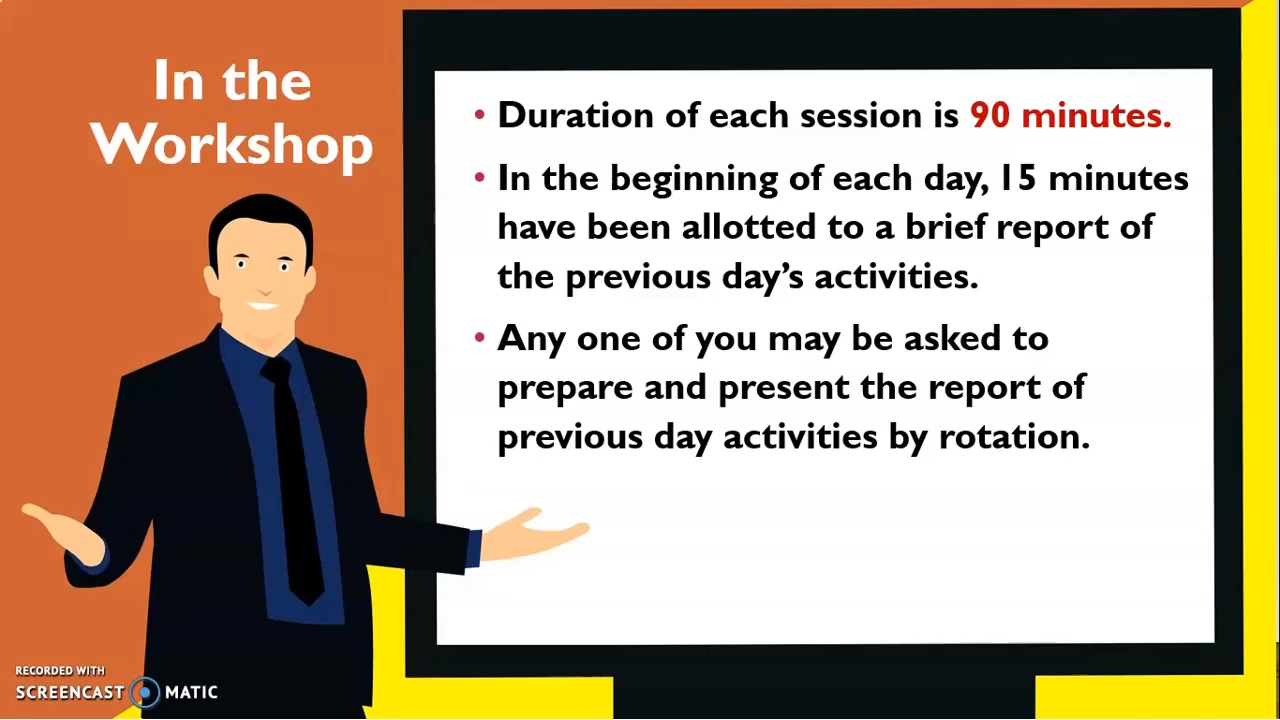 In the
Workshop
• Duration of each session is 90 minutes.
• In the beginning of each day, 15 minutes
have been allotted to a brief report of
the previous day’s activities.
• Any one of you may be asked to
prepare and present the report of
previous day activities by rotation.
RECORDED WITH
SCREENCAST MATIC